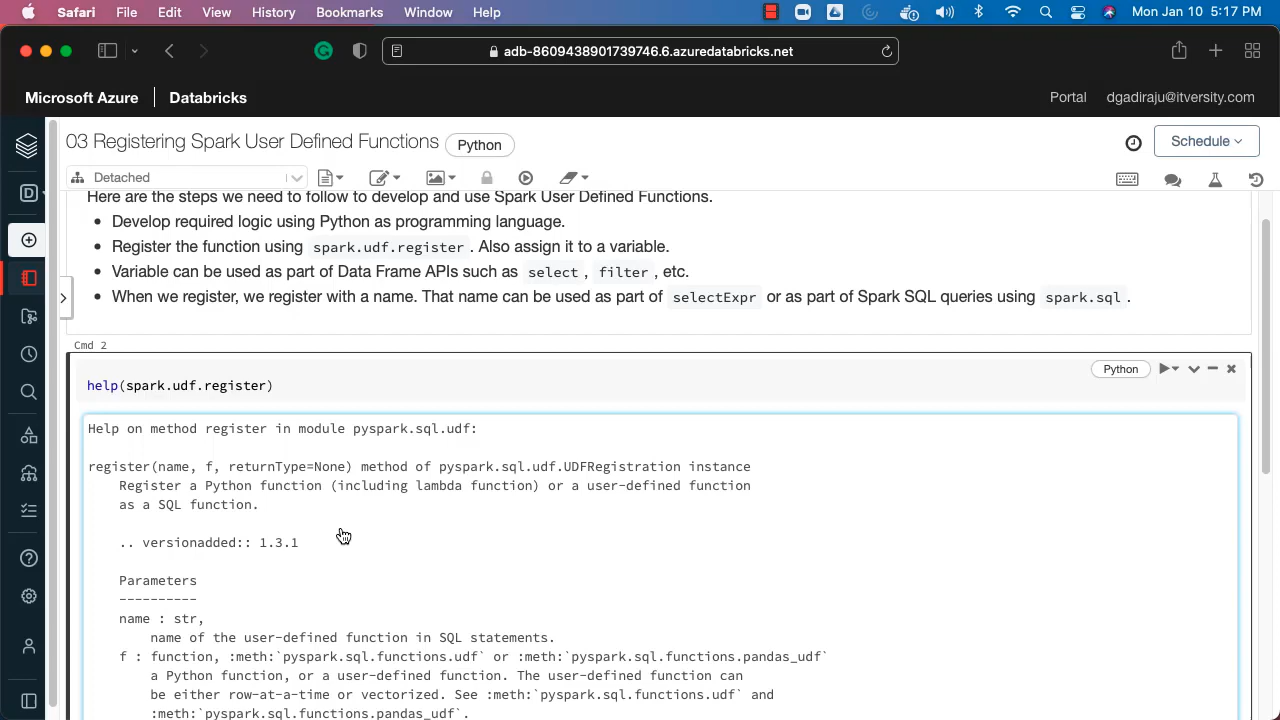 Safari File Edit View History Bookmarks Window Help Mon Jan 10 5:17 PM
adb-8609438901739746.6.azuredatabricks.net
Microsoft Azure Databricks Portal dgadiraju@itversity.com
03 Registering Spark User Defined Functions Python Schedule
Detached
Here are the steps we need to follow to develop and use Spark User Defined Functions.
• Develop required logic using Python as programming language.
• Register the function using spark.udf.register. Also assign it to a variable.
• Variable can be used as part of Data Frame APIs such as select, filter, etc.
• When we register, we register with a name. That name can be used as part of selectExpr or as part of Spark SQL queries using spark.sql.
Cmd 2
Python
help(spark.udf.register)
Help on method register in module pyspark.sql.udf:
register(name, f, returnType=None) method of pyspark.sql.udf.UDFRegistration instance
Register a Python function (including lambda function) or a user-defined function
as a SQL function.
.. versionadded:: 1.3.1
Parameters
----------
name : str,
name of the user-defined function in SQL statements.
f : function, :meth:`pyspark.sql.functions.udf` or :meth:`pyspark.sql.functions.pandas_udf`
a Python function, or a user-defined function. The user-defined function can
be either row-at-a-time or vectorized. See :meth:`pyspark.sql.functions.udf` and
:meth:`pyspark.sql.functions.pandas_udf`.